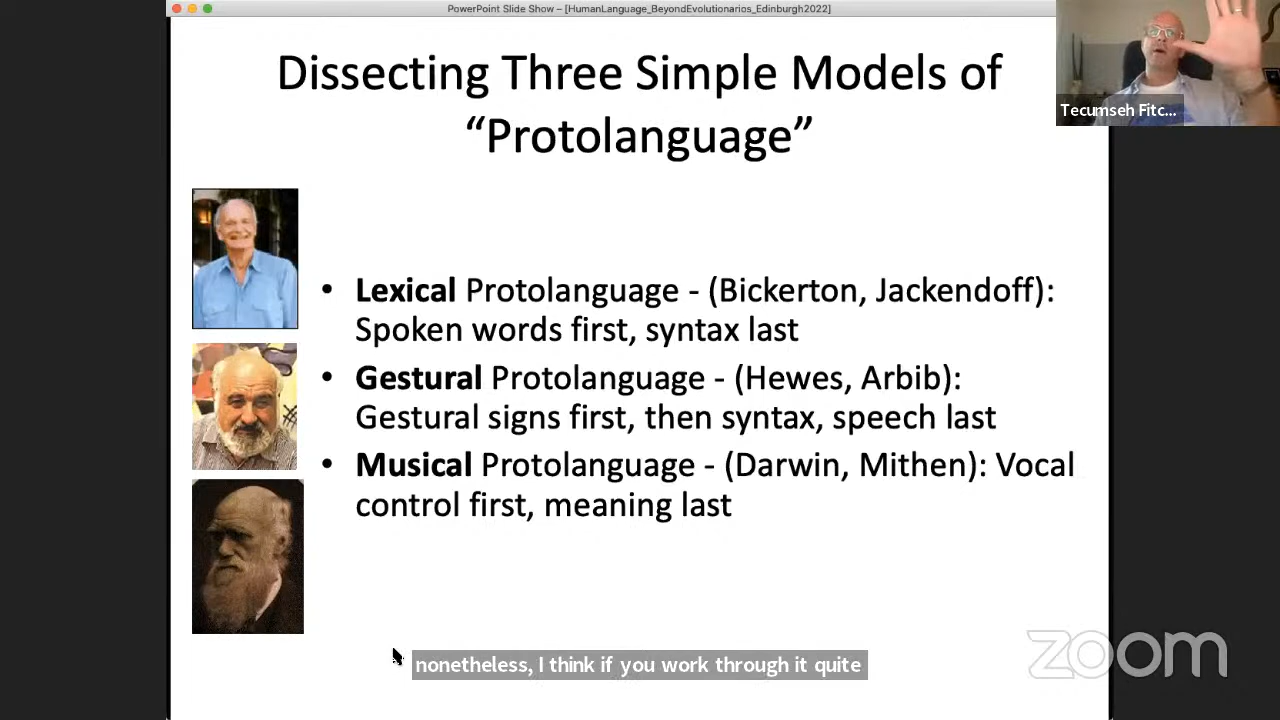 PowerPoint Slide Show – [HumanLanguage_BeyondEvolutionarios_Edinburgh2022]
Dissecting Three Simple Models of
“Protolanguage”
Tecumseh Fitc...
• Lexical Protolanguage - (Bickerton, Jackendoff):
Spoken words first, syntax last
• Gestural Protolanguage - (Hewes, Arbib):
Gestural signs first, then syntax, speech last
• Musical Protolanguage - (Darwin, Mithen): Vocal
control first, meaning last
nonetheless, I think if you work through it quite
zoom